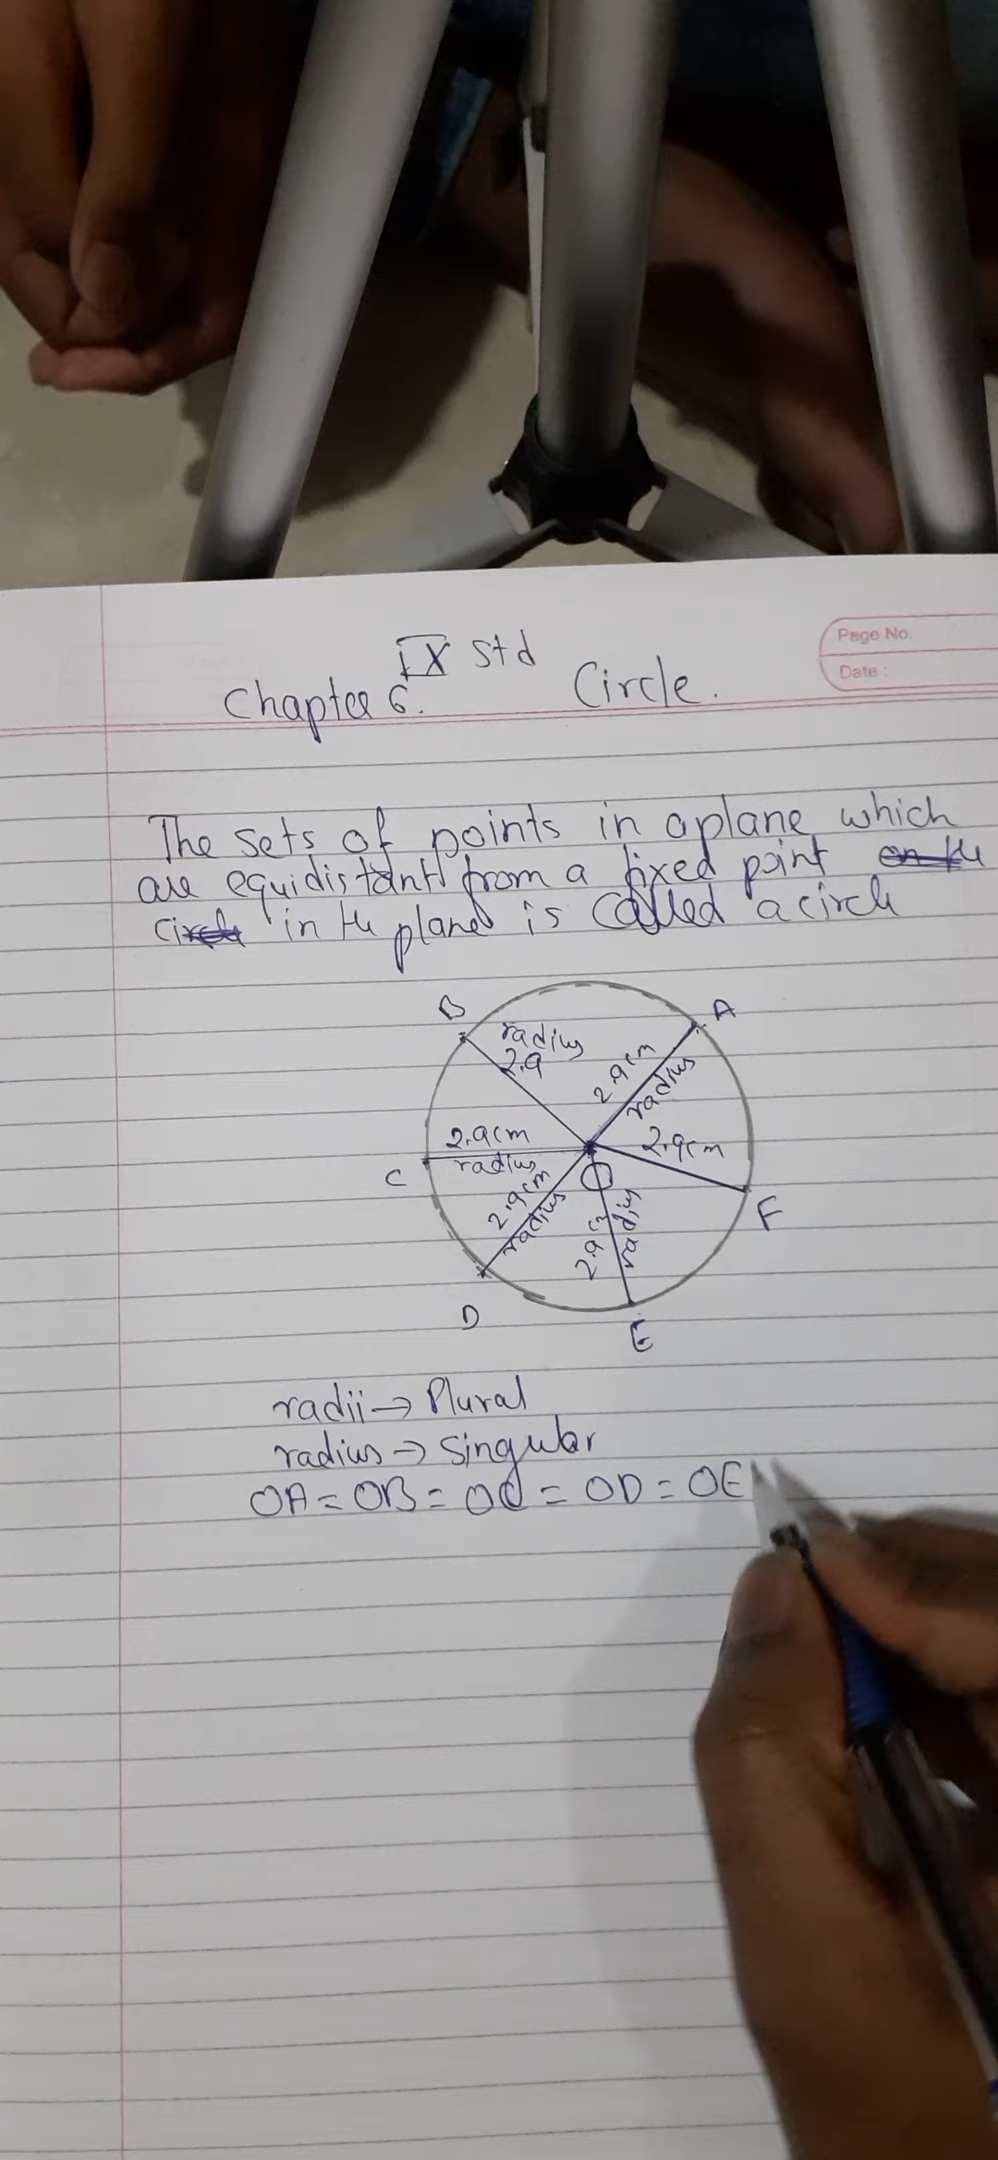 IX Std
Page No.
Chapter 6. Circle.
Date :
The sets of points in a plane which
are equidistant from a fixed point on the
circle in the plane is called a circle
B
A
radius
2.9
2.9cm
radius
2.9cm
radius
C
2.9cm
F
2.9cm
radius
O
2.9
radius
D
E
radii → Plural
radius → Singular
OA = OB = OC = OD = OE